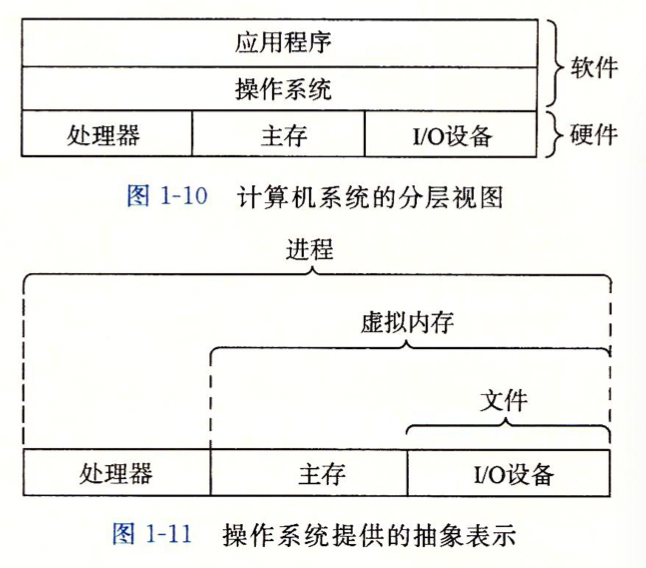 应用程序
操作系统
软件
处理器 主存 I/O设备
硬件
图 1-10 计算机系统的分层视图
进程
虚拟内存
文件
处理器 主存 I/O设备
图 1-11 操作系统提供的抽象表示